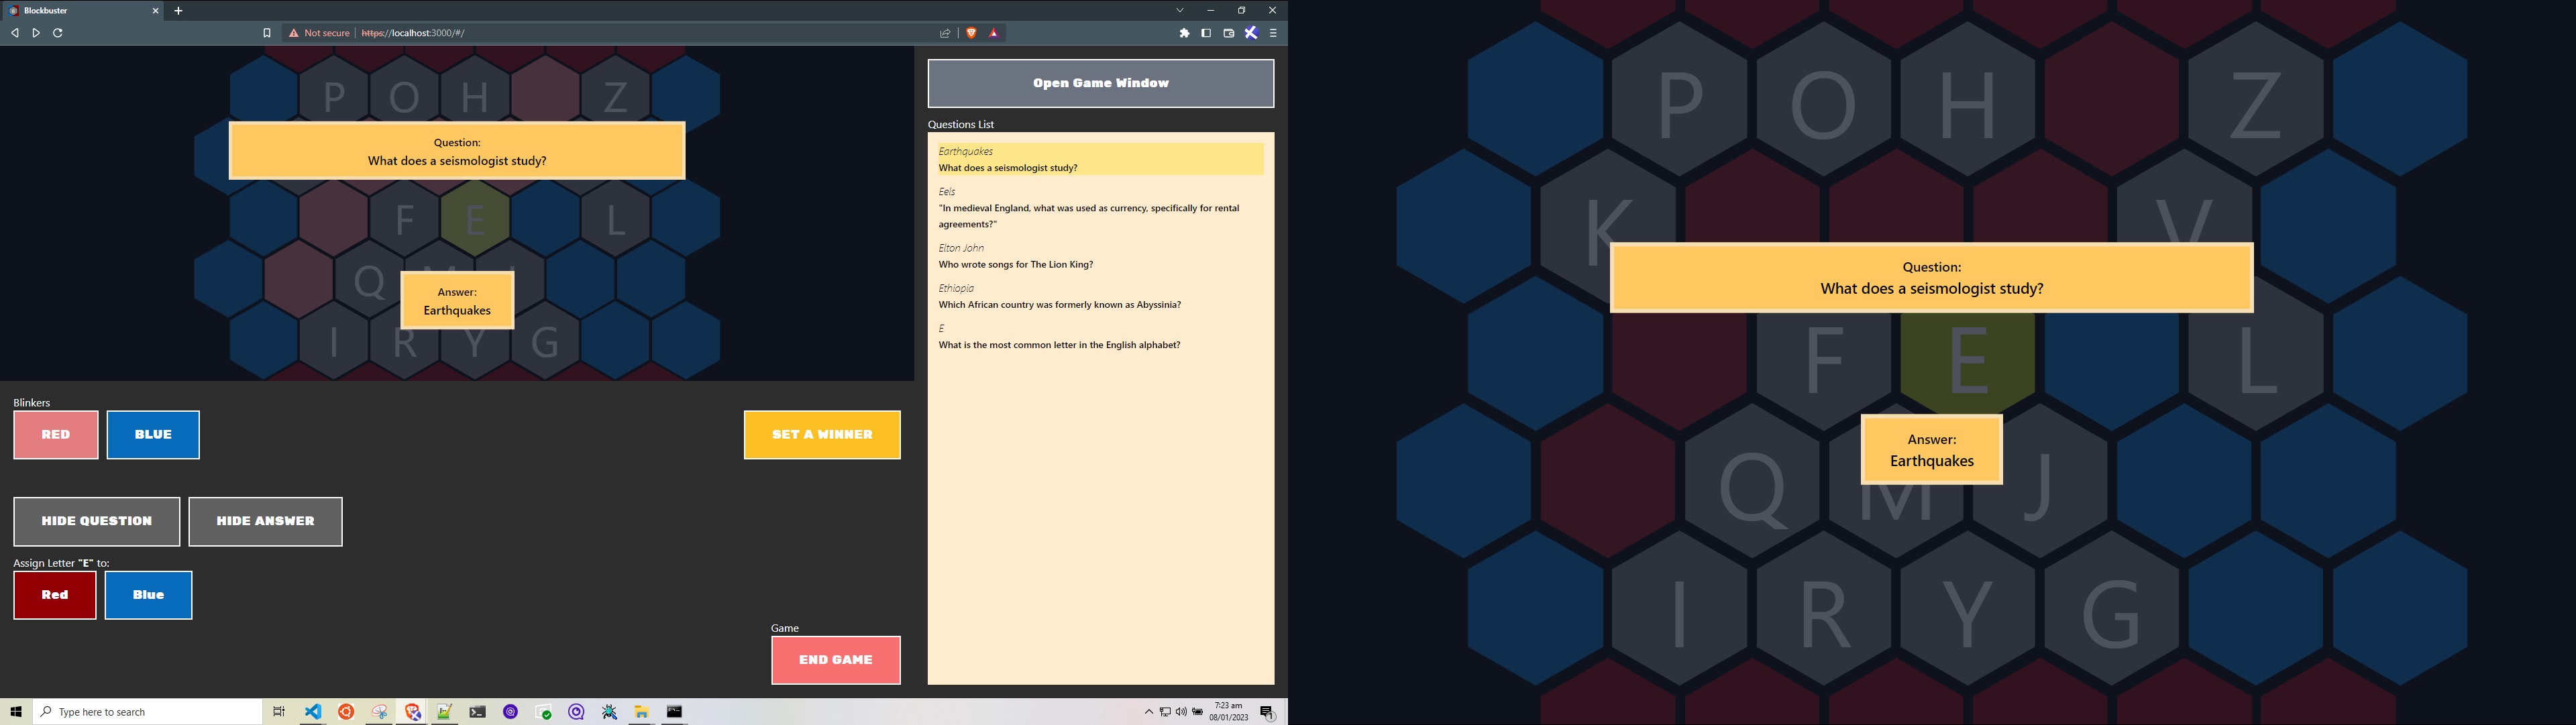 Blockbuster
Not secure | https://localhost:3000/#/
P O H Z
Question:
What does a seismologist study?
F E L
Q
Answer:
Earthquakes
I R Y G
Blinkers
RED BLUE
SET A WINNER
HIDE QUESTION HIDE ANSWER
Assign Letter "E" to:
Red Blue
Game
END GAME
Open Game Window
Questions List
Earthquakes
What does a seismologist study?
Eels
"In medieval England, what was used as currency, specifically for rental
agreements?"
Elton John
Who wrote songs for The Lion King?
Ethiopia
Which African country was formerly known as Abyssinia?
E
What is the most common letter in the English alphabet?
Type here to search
7:23 am
08/01/2023
1
P O H Z
K V
Question:
What does a seismologist study?
F E L
Answer:
Earthquakes
Q M J
I R Y G